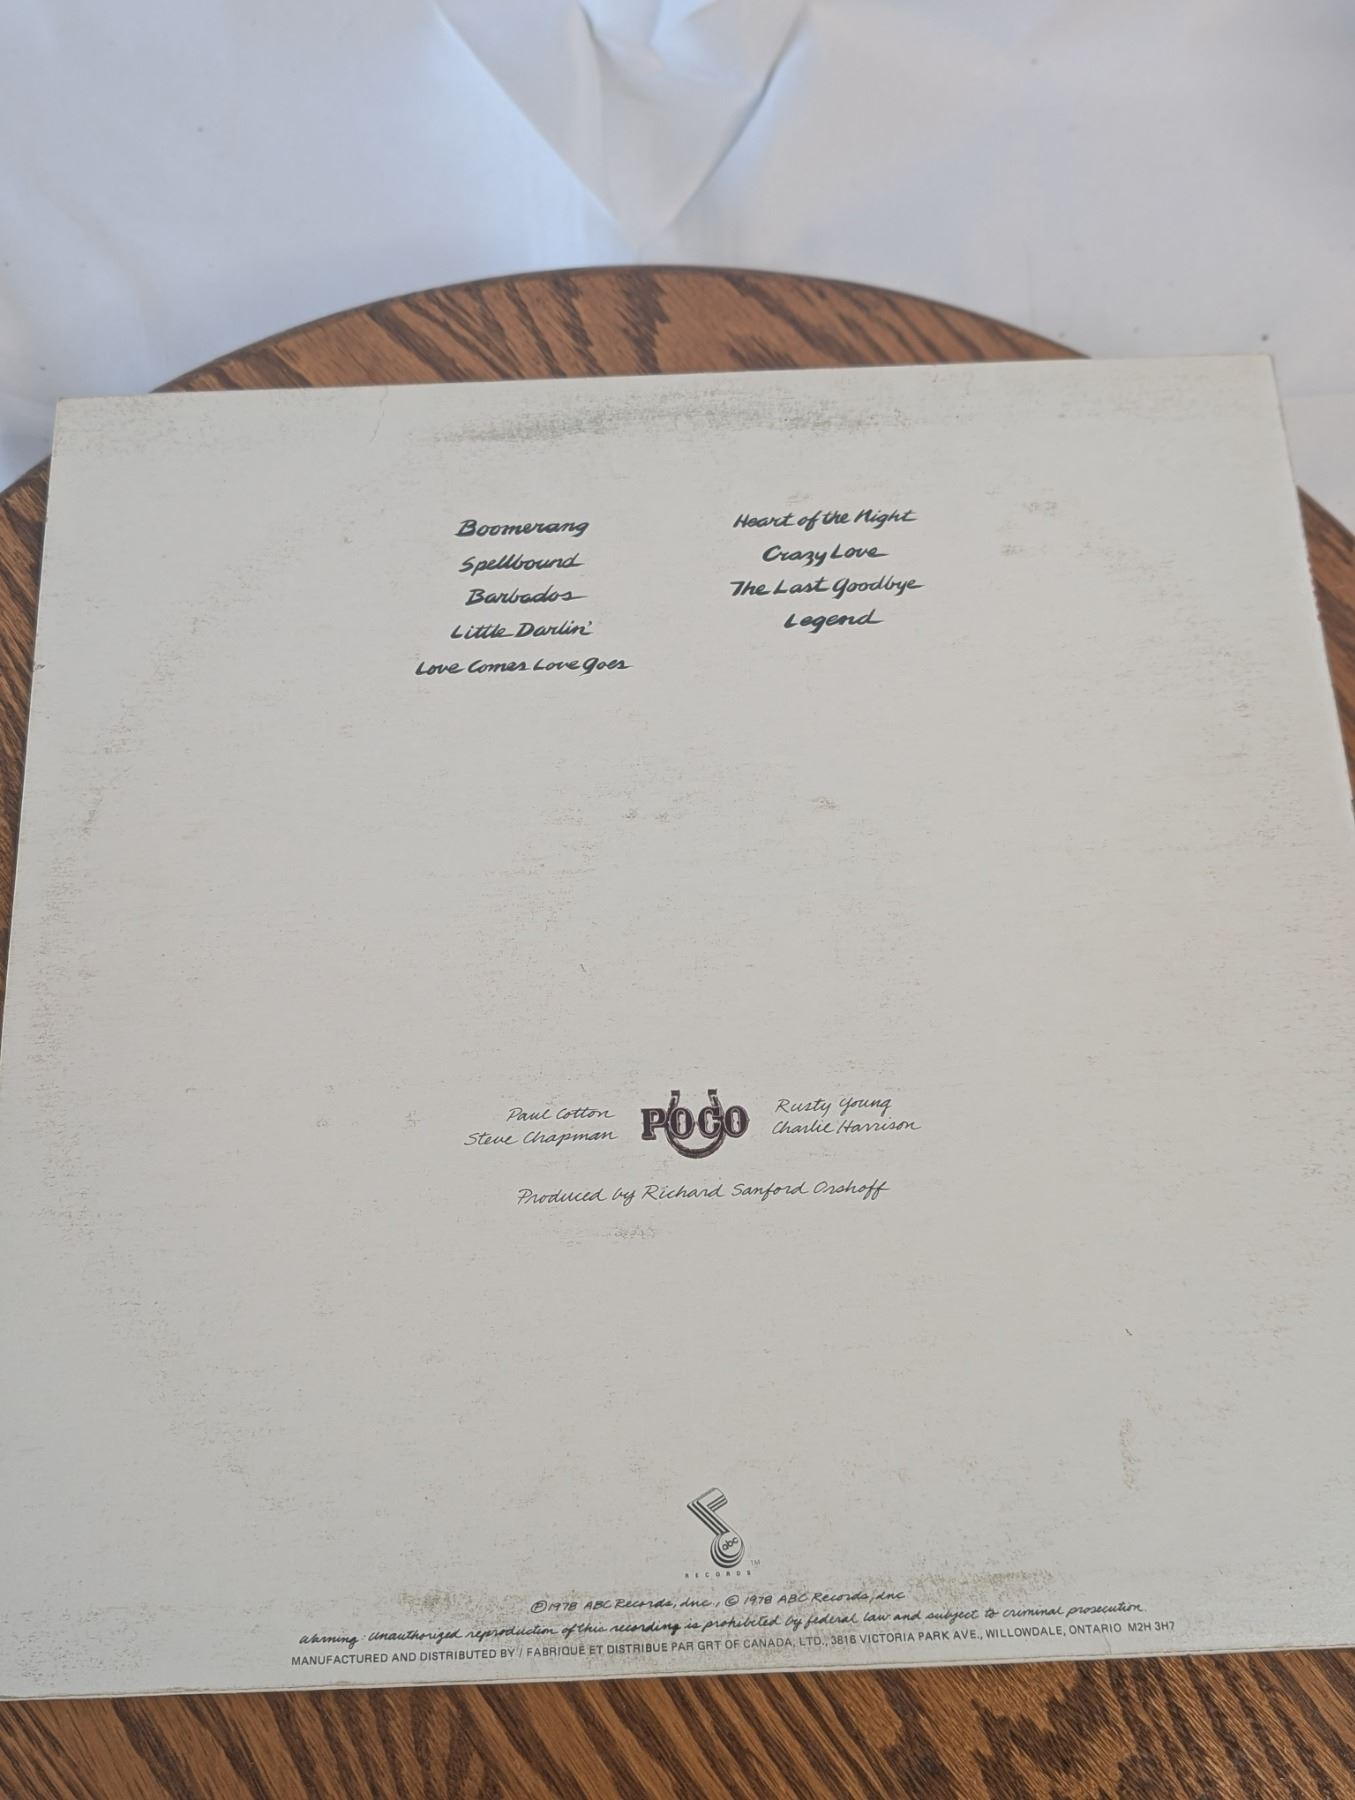 Boomerang
Spellbound
Barbados
Little Darlin'
Love Comes Love Goes
Heart of the Night
Crazy Love
The Last Goodbye
Legend
Paul Cotton
Steve Chapman
POCO
Rusty Young
Charlie Harrison
Produced by Richard Sanford Orshoff
abc
RECORDS TM
℗1978 ABC Records, Inc., © 1978 ABC Records, Inc
Warning: Unauthorized reproduction of this recording is prohibited by federal law and subject to criminal prosecution.
MANUFACTURED AND DISTRIBUTED BY / FABRIQUÉ ET DISTRIBUE PAR GRT OF CANADA, LTD., 3816 VICTORIA PARK AVE., WILLOWDALE, ONTARIO M2H 3H7